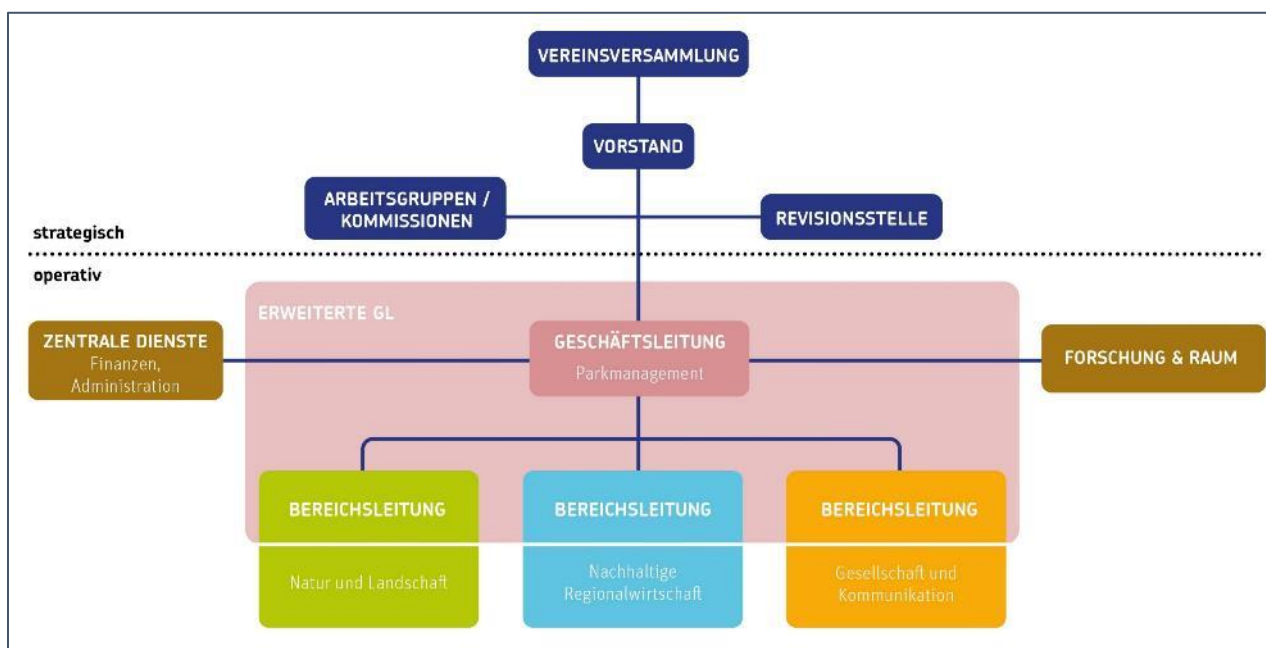 VEREINSVERSAMMLUNG
VORSTAND
ARBEITSGRUPPEN /
KOMMISSIONEN
REVISIONSSTELLE
strategisch
operativ
ERWEITERTE GL
ZENTRALE DIENSTE
Finanzen,
Administration
GESCHÄFTSLEITUNG
Parkmanagement
FORSCHUNG & RAUM
BEREICHSLEITUNG
Natur und Landschaft
BEREICHSLEITUNG
Nachhaltige
Regionalwirtschaft
BEREICHSLEITUNG
Gesellschaft und
Kommunikation